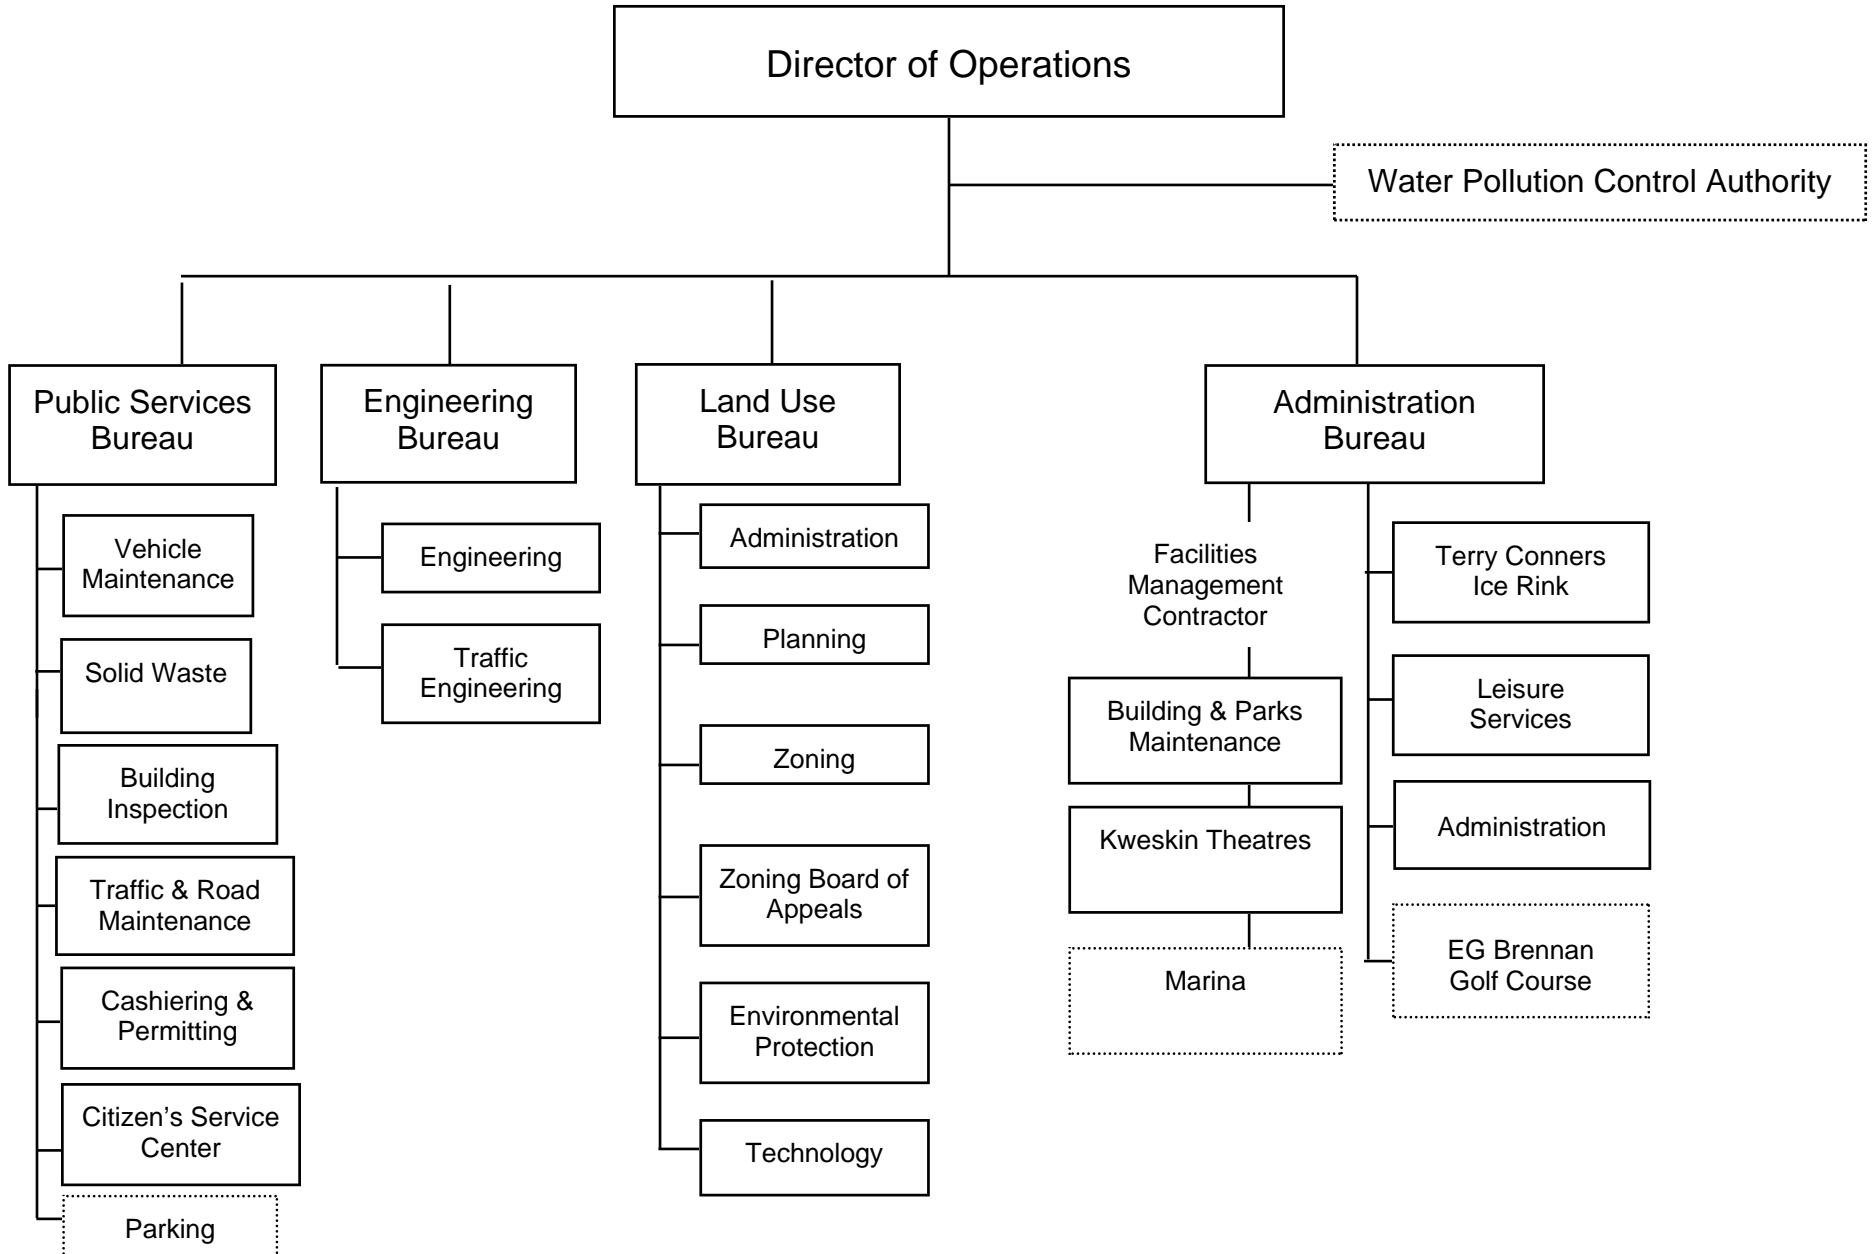 Director of Operations
Water Pollution Control Authority
Public Services
Bureau
Engineering
Bureau
Land Use
Bureau
Administration
Bureau
Vehicle
Maintenance
Solid Waste
Building
Inspection
Traffic & Road
Maintenance
Cashiering &
Permitting
Citizen’s Service
Center
Parking
Engineering
Traffic
Engineering
Administration
Planning
Zoning
Zoning Board of
Appeals
Environmental
Protection
Technology
Facilities
Management
Contractor
Building & Parks
Maintenance
Kweskin Theatres
Marina
Terry Conners
Ice Rink
Leisure
Services
Administration
EG Brennan
Golf Course